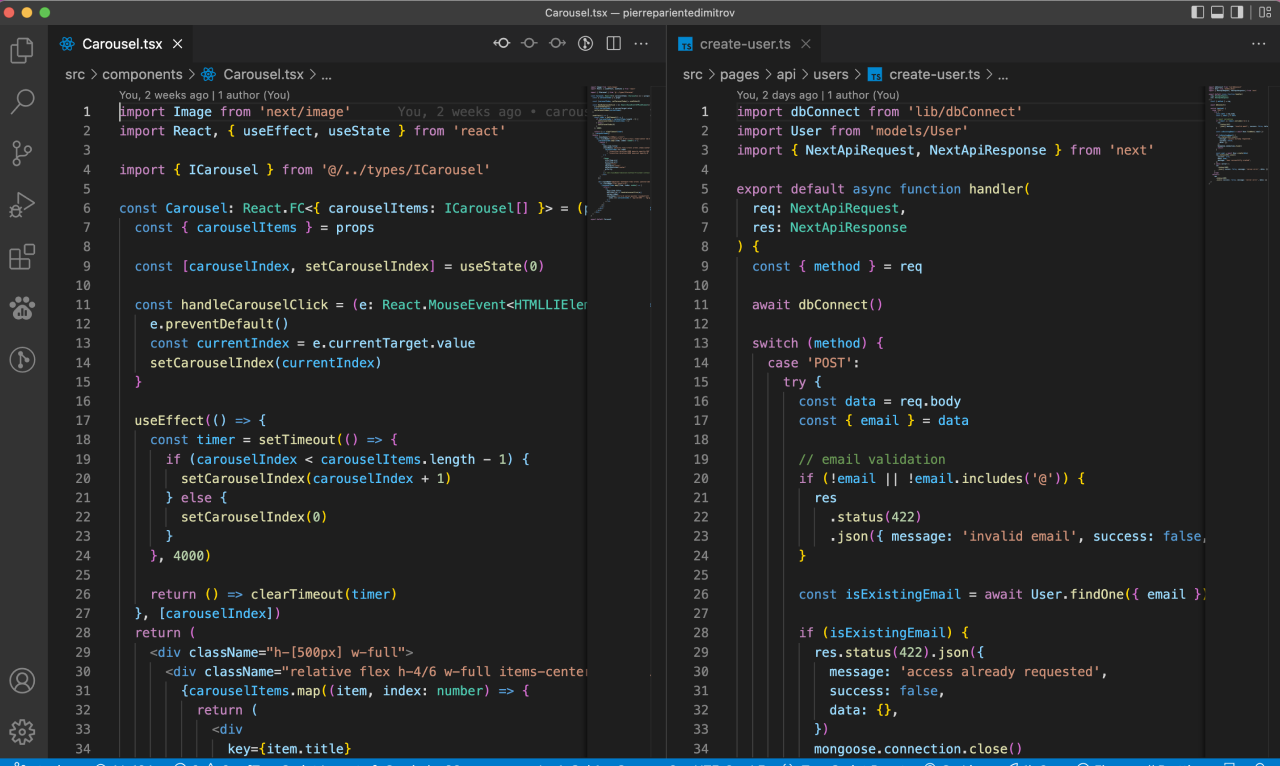 Carousel.tsx — pierreparientedimitrov
Carousel.tsx
src > components > Carousel.tsx > ...
You, 2 weeks ago | 1 author (You)
1 import Image from 'next/image' You, 2 weeks ago • carous
2 import React, { useEffect, useState } from 'react'
3
4 import { ICarousel } from '@/../types/ICarousel'
5
6 const Carousel: React.FC<{ carouselItems: ICarousel[] }> = (
7 const { carouselItems } = props
8
9 const [carouselIndex, setCarouselIndex] = useState(0)
10
11 const handleCarouselClick = (e: React.MouseEvent<HTMLLIElem
12 e.preventDefault()
13 const currentIndex = e.currentTarget.value
14 setCarouselIndex(currentIndex)
15 }
16
17 useEffect(() => {
18 const timer = setTimeout(() => {
19 if (carouselIndex < carouselItems.length - 1) {
20 setCarouselIndex(carouselIndex + 1)
21 } else {
22 setCarouselIndex(0)
23 }
24 }, 4000)
25
26 return () => clearTimeout(timer)
27 }, [carouselIndex])
28 return (
29 <div className="h-[500px] w-full">
30 <div className="relative flex h-4/6 w-full items-center
31 {carouselItems.map((item, index: number) => {
32 return (
33 <div
34 key={item.title}
TS create-user.ts
src > pages > api > users > TS create-user.ts > ...
You, 2 days ago | 1 author (You)
1 import dbConnect from 'lib/dbConnect'
2 import User from 'models/User'
3 import { NextApiRequest, NextApiResponse } from 'next'
4
5 export default async function handler(
6 req: NextApiRequest,
7 res: NextApiResponse
8 ) {
9 const { method } = req
10
11 await dbConnect()
12
13 switch (method) {
14 case 'POST':
15 try {
16 const data = req.body
17 const { email } = data
18
19 // email validation
20 if (!email || !email.includes('@')) {
21 res
22 .status(422)
23 .json({ message: 'invalid email', success: false,
24 }
25
26 const isExistingEmail = await User.findOne({ email })
27
28 if (isExistingEmail) {
29 res.status(422).json({
30 message: 'access already requested',
31 success: false,
32 data: {},
33 })
34 mongoose.connection.close()